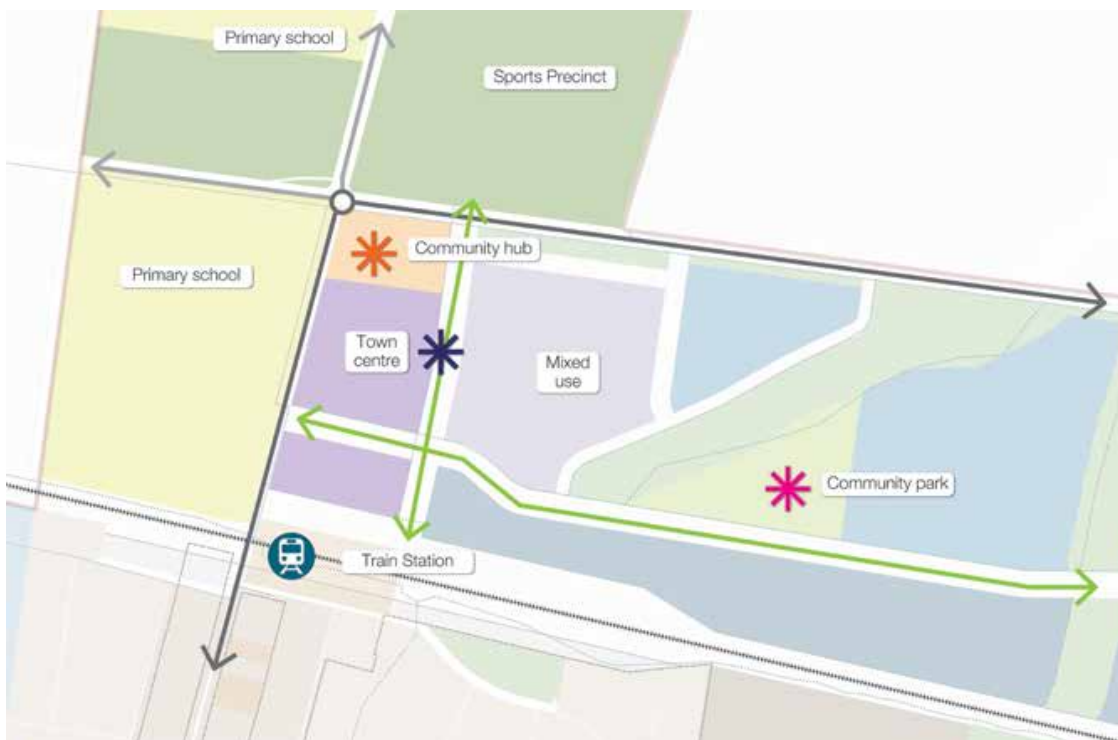 Primary school
Sports Precinct
Community hub
Primary school
Town
centre
Mixed
use
Community park
Train Station